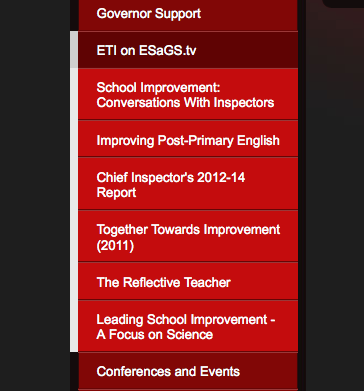 Governor Support
ETI on ESaGS.tv
School Improvement:
Conversations With Inspectors
Improving Post-Primary English
Chief Inspector's 2012-14
Report
Together Towards Improvement
(2011)
The Reflective Teacher
Leading School Improvement -
A Focus on Science
Conferences and Events